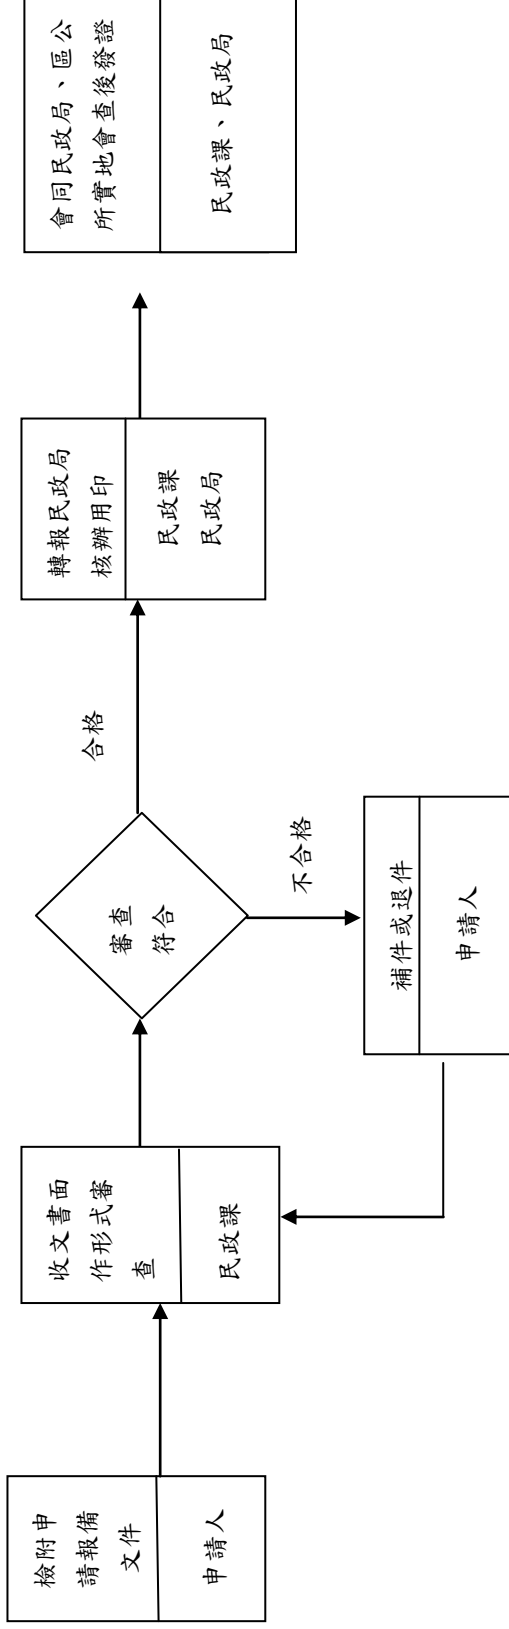 檢附申
請報備
文件
申請人
收文書面
作形式審
查
民政課
審查
符合
合格
不合格
補件或退件
申請人
轉報民政局
核辦用印
民政課
民政局
會同民政局、區公
所實地會查後發證
民政課、民政局